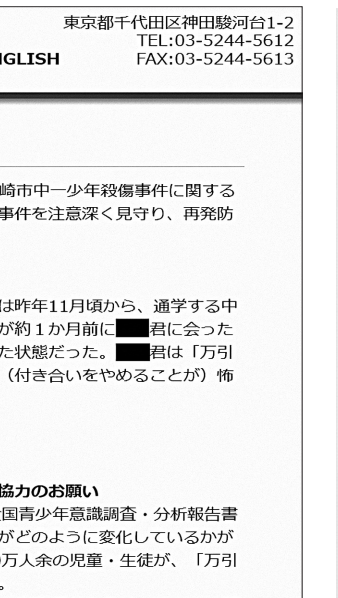 東京都千代田区神田駿河台1-2
TEL:03-5244-5612
NGLISH
FAX:03-5244-5613
崎市中一少年殺傷事件に関する
事件を注意深く見守り、再発防
は昨年11月頃から、通学する中
が約１か月前に 君に会った
た状態だった。 君は「万引
（付き合いをやめることが）怖
協力のお願い
全国青少年意識調査・分析報告書
がどのように変化しているかが
万人余の児童・生徒が、「万引
。